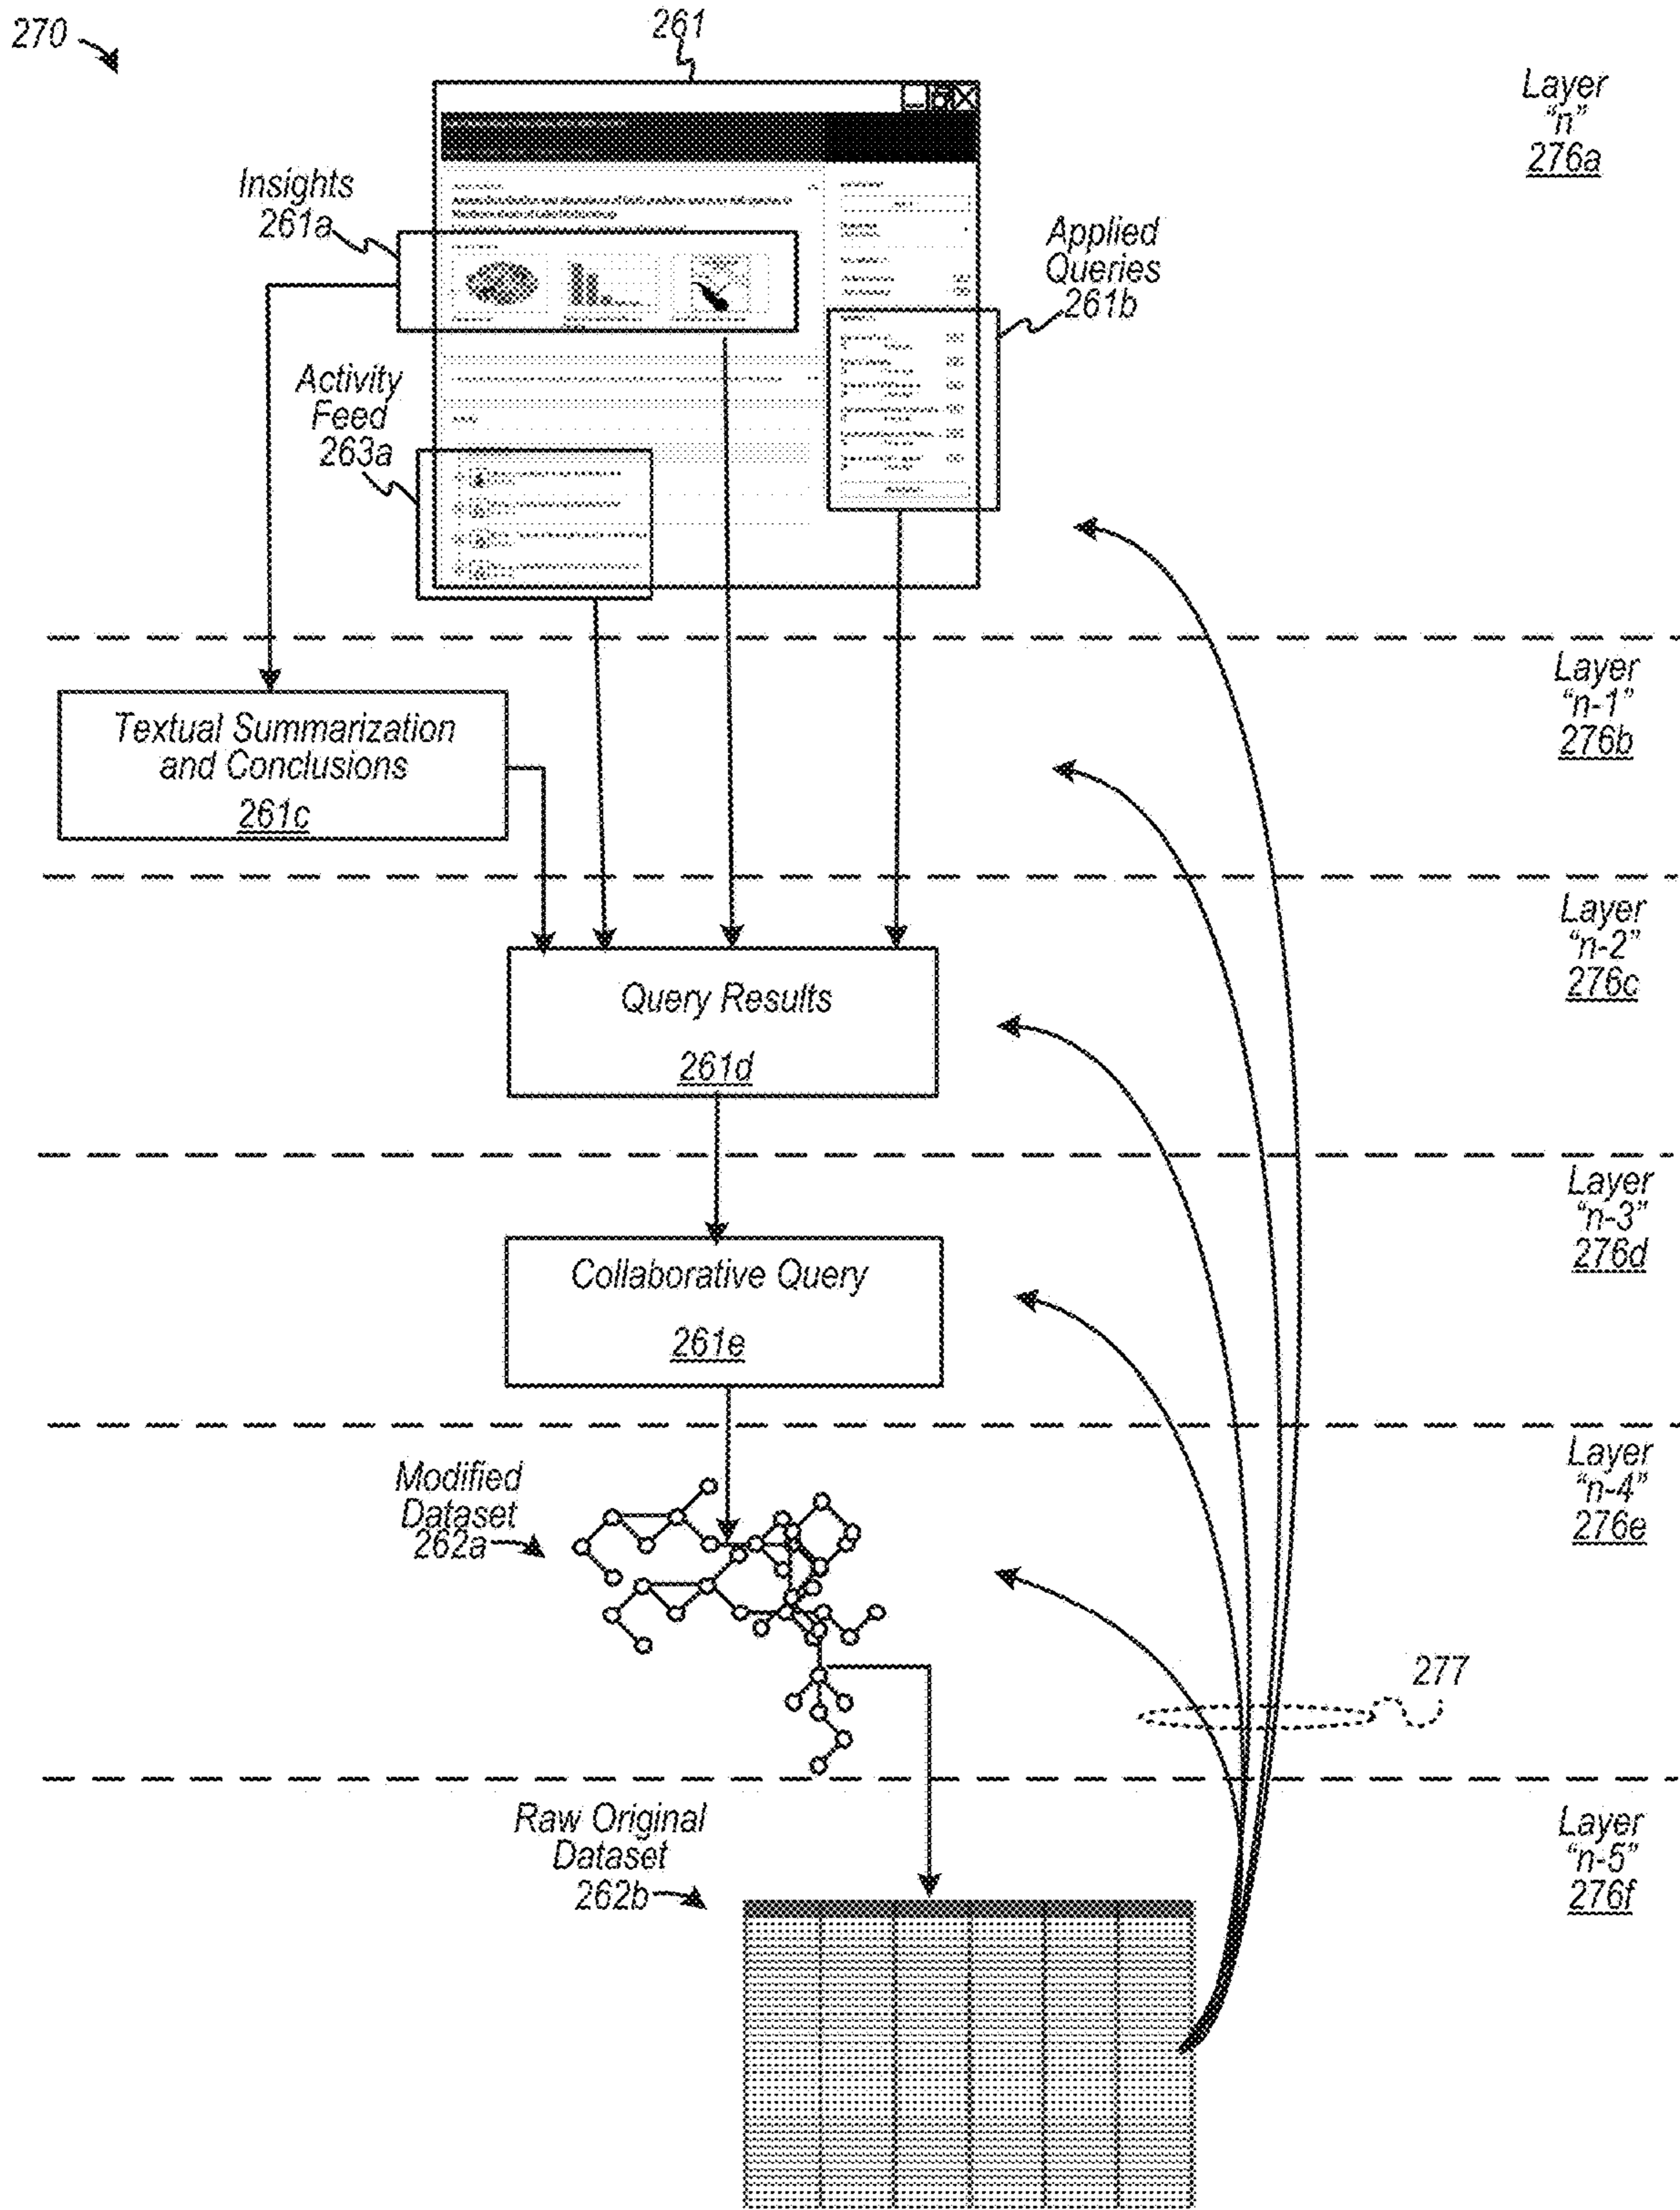 270
261
Layer
"n"
276a
Insights
261a
Applied
Queries
261b
Activity
Feed
263a
Layer
"n-1"
276b
Textual Summarization
and Conclusions
261c
Layer
"n-2"
276c
Query Results
261d
Layer
"n-3"
276d
Collaborative Query
261e
Layer
"n-4"
276e
Modified
Dataset
262a
277
Raw Original
Dataset
262b
Layer
"n-5"
276f